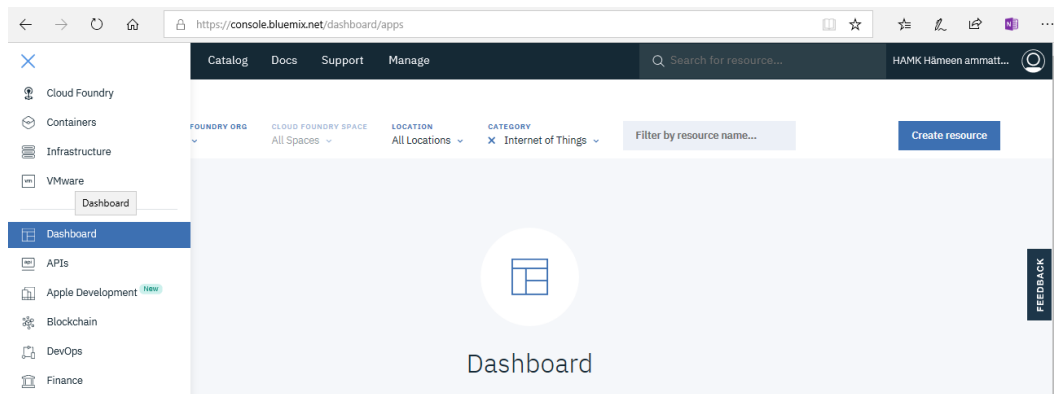 https://console.bluemix.net/dashboard/apps
Catalog Docs Support Manage Search for resource... HAMK Hämeen ammatt...
Cloud Foundry
Containers
Infrastructure
VMware
Dashboard
Dashboard
APIs
Apple Development New
Blockchain
DevOps
Finance
FOUNDRY ORG CLOUD FOUNDRY SPACE LOCATION CATEGORY
All Spaces All Locations Internet of Things Filter by resource name... Create resource
Dashboard
FEEDBACK